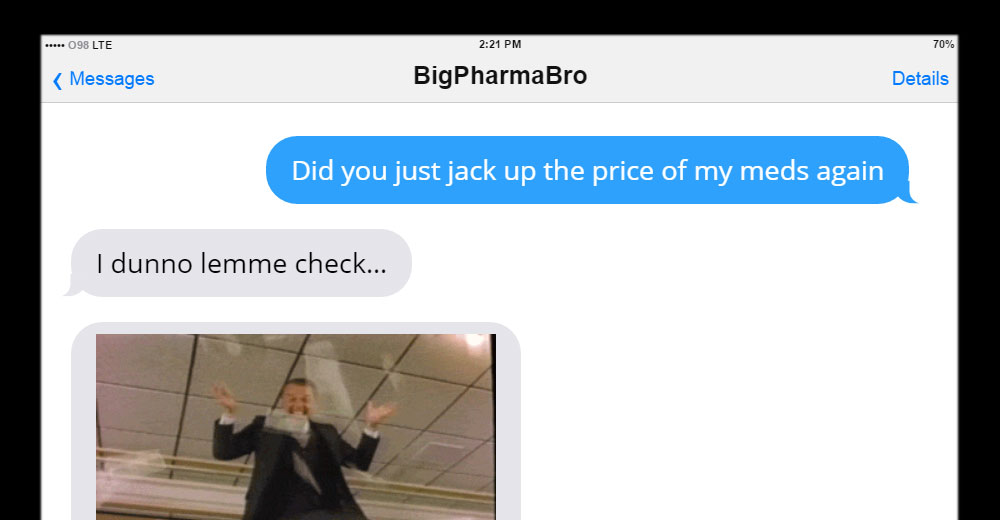 ••••• O98 LTE 2:21 PM 70%
❮ Messages BigPharmaBro Details
Did you just jack up the price of my meds again
I dunno lemme check...